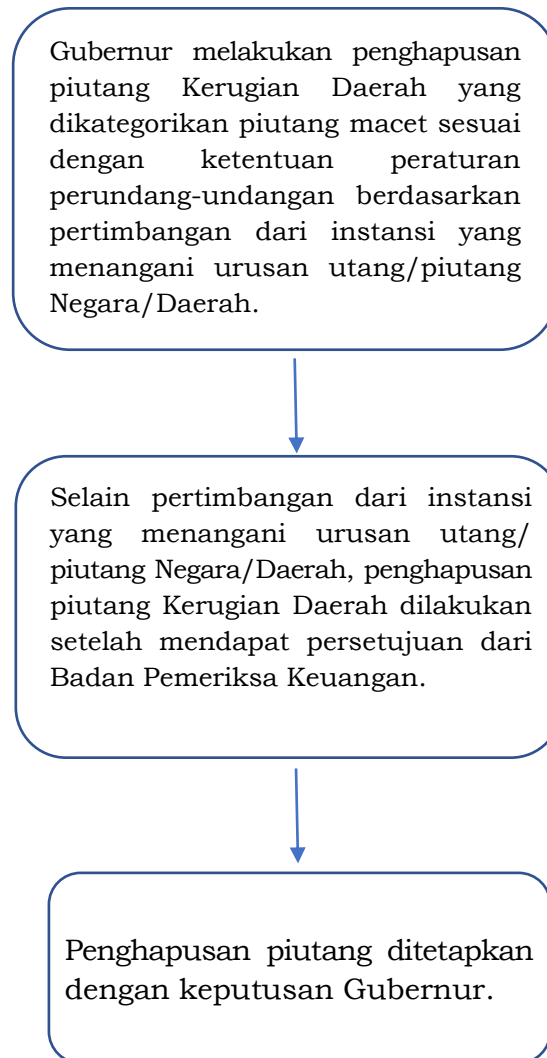 Gubernur melakukan penghapusan
piutang Kerugian Daerah yang
dikategorikan piutang macet sesuai
dengan ketentuan peraturan
perundang-undangan berdasarkan
pertimbangan dari instansi yang
menangani urusan utang/piutang
Negara/Daerah.
Selain pertimbangan dari instansi
yang menangani urusan utang/
piutang Negara/Daerah, penghapusan
piutang Kerugian Daerah dilakukan
setelah mendapat persetujuan dari
Badan Pemeriksa Keuangan.
Penghapusan piutang ditetapkan
dengan keputusan Gubernur.